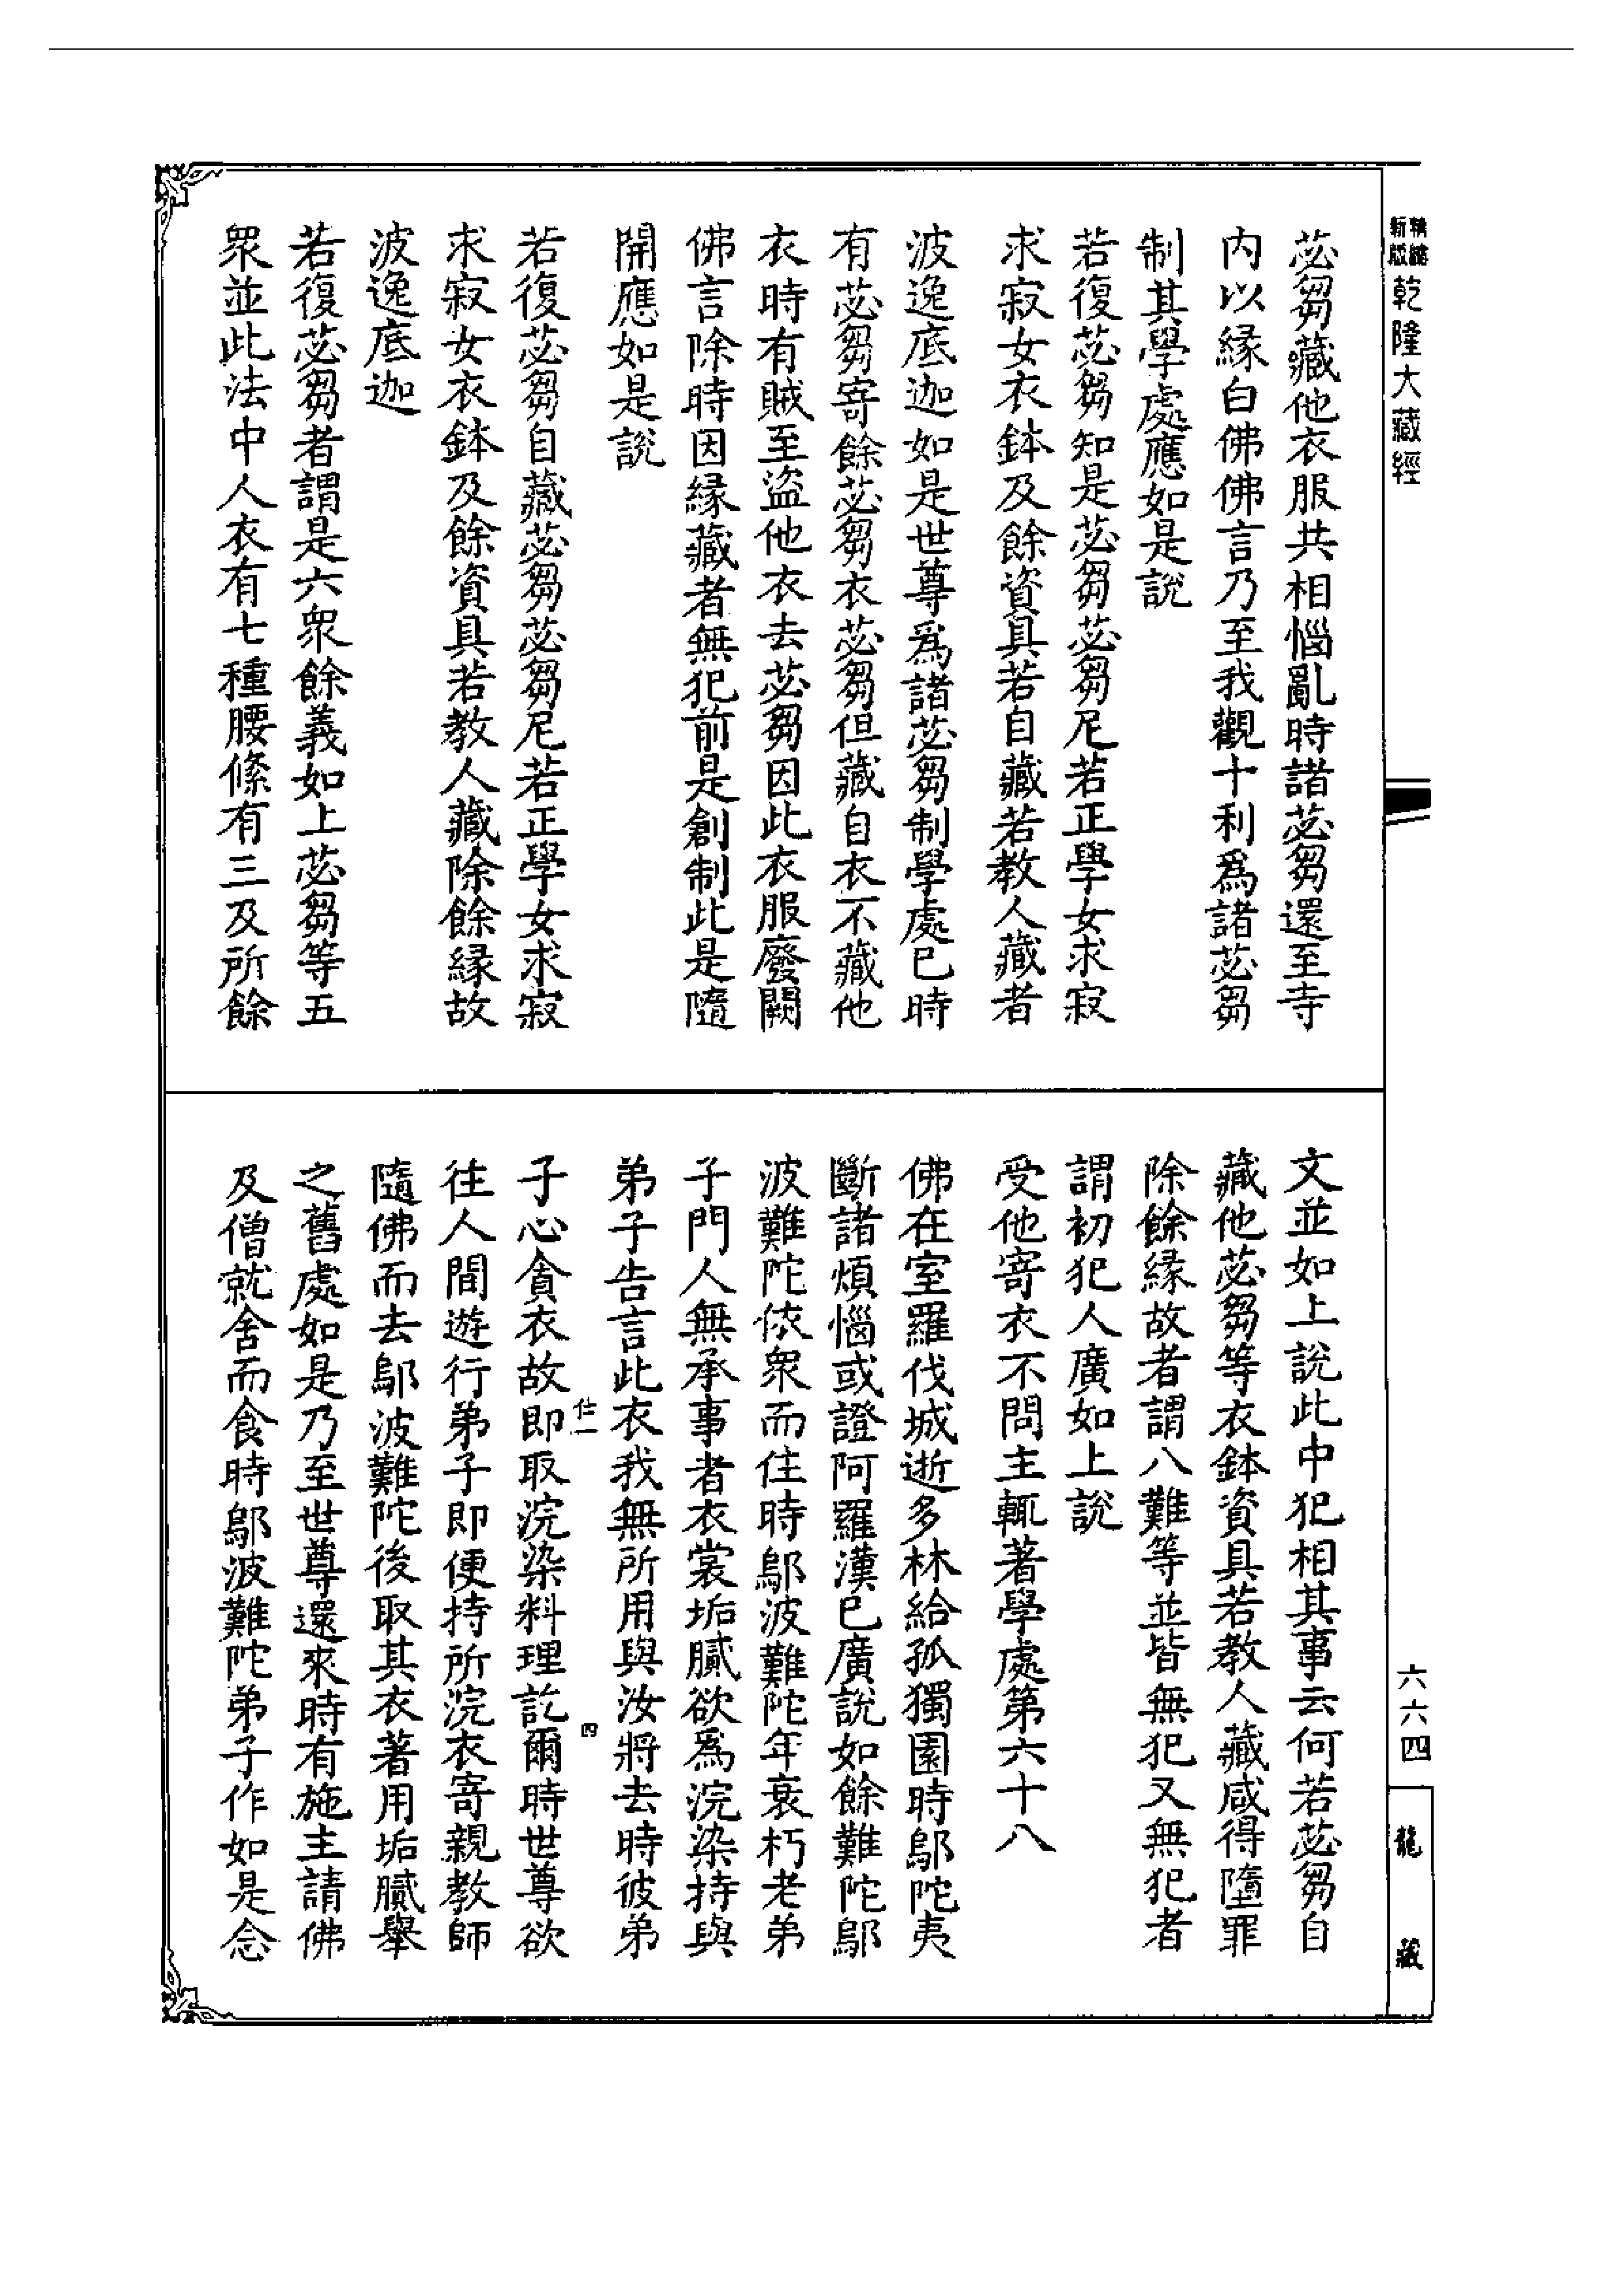 乾隆大藏經
苾芻藏他衣服共相惱亂時諸苾芻還至寺
內以緣白佛佛言乃至我觀十利爲諸苾芻
制其學處應如是說
若復苾芻知是苾芻苾芻尼若正學女求寂
求寂女衣鉢及餘資具若自藏若教人藏者
波逸底迦如是世尊爲諸苾芻制學處已時
有苾芻寄餘苾芻衣苾芻但藏自衣不藏他
衣時有賊至盜他衣去苾芻因此衣服廢闕
佛言除時因緣藏者無犯前是創制此是隨
開應如是說
若復苾芻自藏苾芻苾芻尼若正學女求寂
求寂女衣鉢及餘資具若教人藏除餘緣故
波逸底迦
若復苾芻者謂是六衆餘義如上苾芻等五
衆並此法中人衣有七種腰絛有三及所餘
文並如上說此中犯相其事云何若苾芻自
藏他苾芻等衣鉢資具若教人藏咸得墮罪
除餘緣故者謂八難等並皆無犯又無犯者
謂初犯人廣如上說
受他寄衣不問主輒著學處第六十八
佛在室羅伐城逝多林給孤獨園時鄔陀夷
斷諸煩惱或證阿羅漢已廣說如餘難陀鄔
波難陀依衆而住時鄔波難陀年衰朽老弟
子門人無承事者衣裳垢膩欲爲浣染持與
弟子告言此衣我無所用與汝將去時彼弟
子心貪衣故即取浣染料理訖爾時世尊欲
往人間遊行弟子即便持所浣衣寄親教師
隨佛而去鄔波難陀後取其衣著用垢膩舉
之舊處如是乃至世尊還來時有施主請佛
及僧就舍而食時鄔波難陀弟子作如是念
四
六六四
龍藏